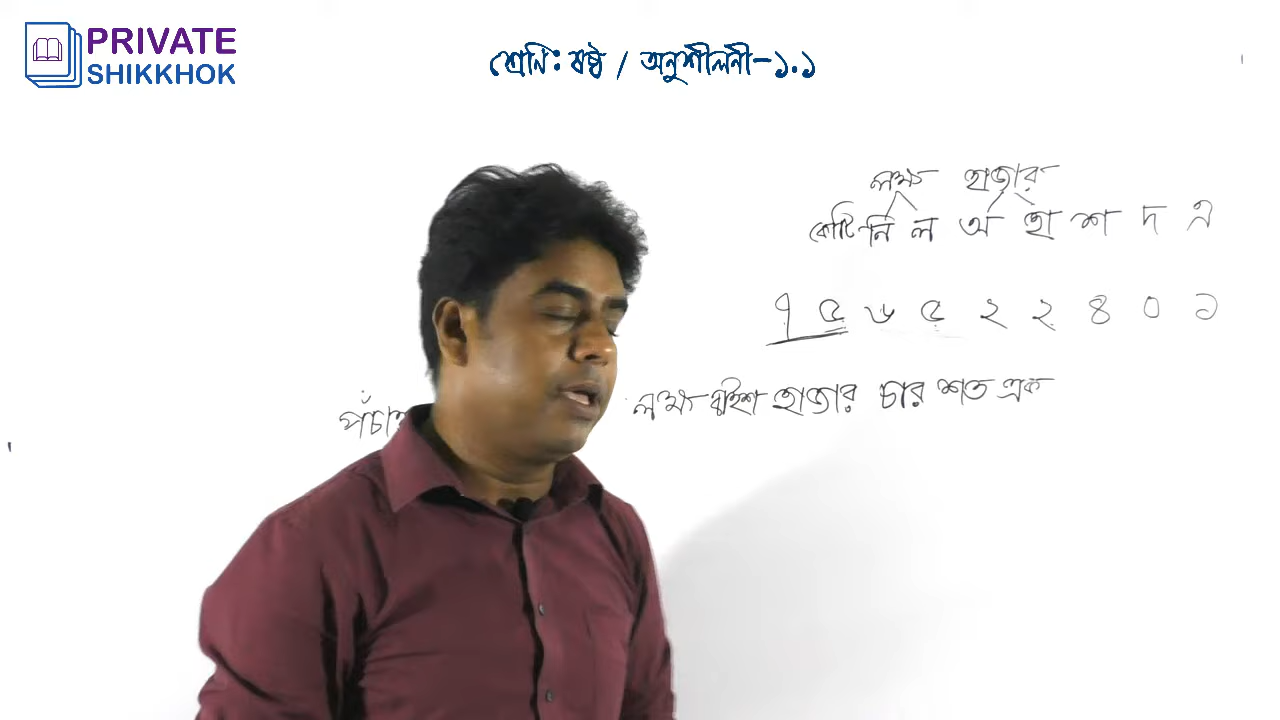 PRIVATE
SHIKKHOK
শ্রেনি: ষষ্ঠ / অনুশীলনী-১.১
লক্ষ হাজার
কোটি নি ল অ হা শ দ এ
৭ ৫ ৬ ৫ ২ ২ ৪ ০ ১
লক্ষ বাইশ হাজার চার শত এক